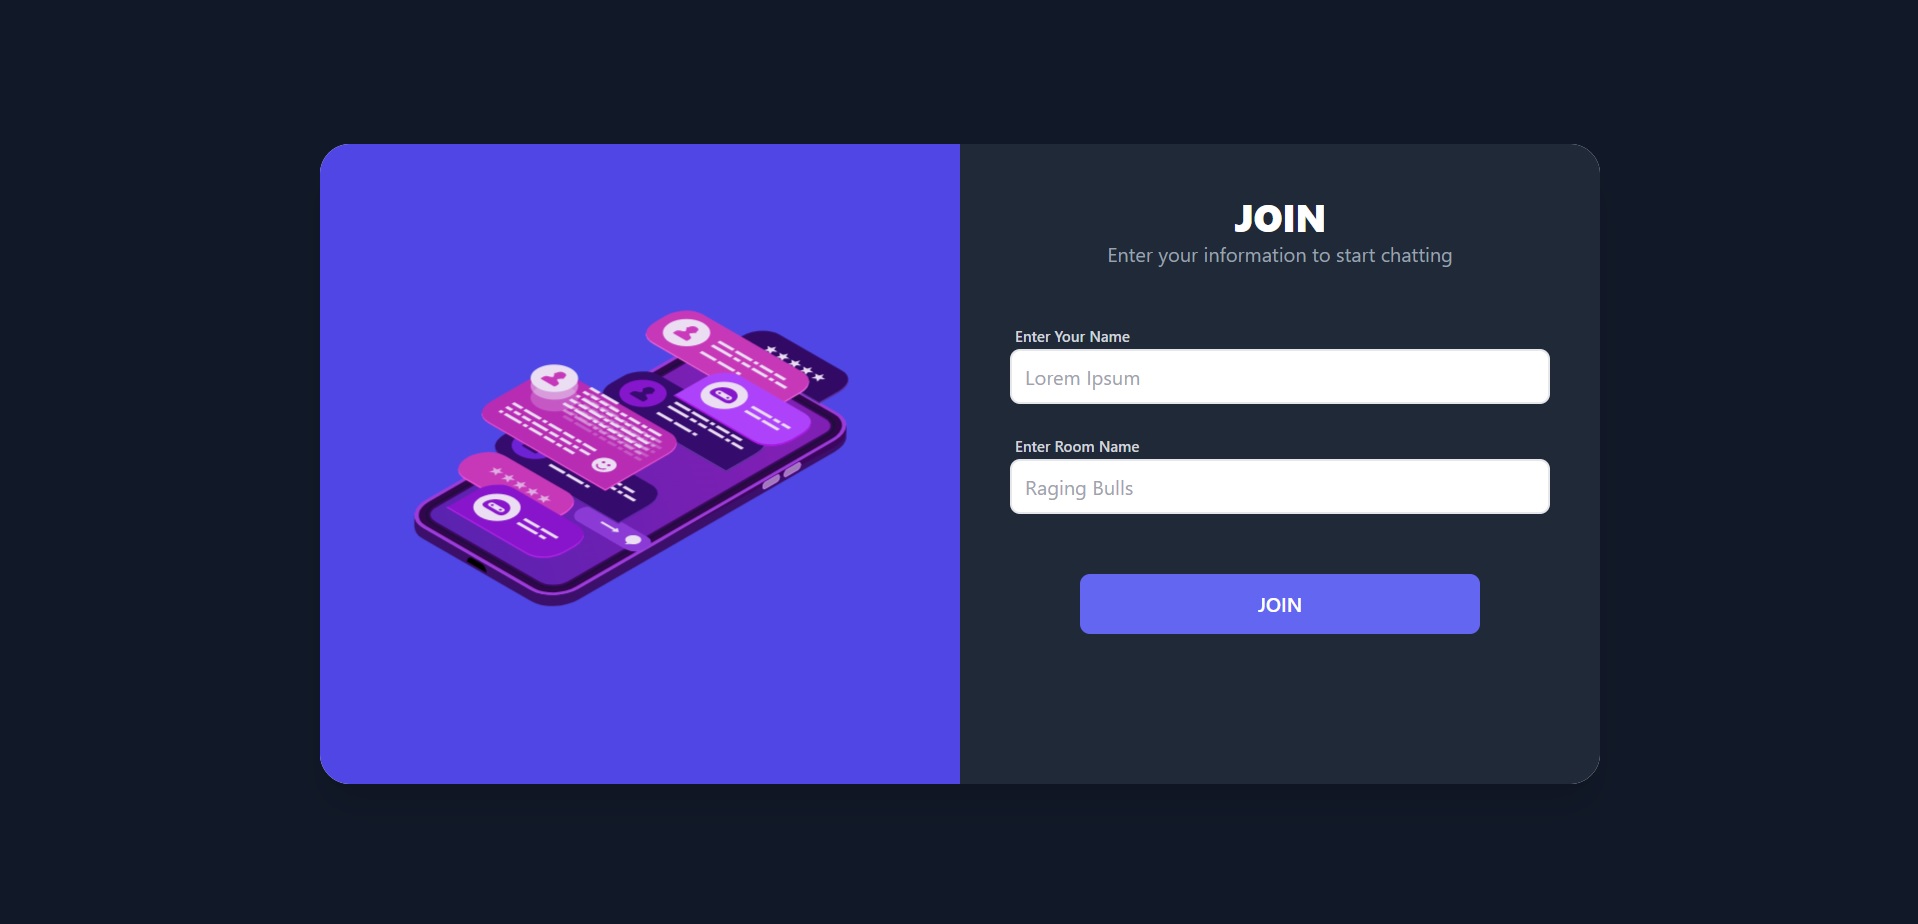 JOIN
Enter your information to start chatting
Enter Your Name
Lorem Ipsum
Enter Room Name
Raging Bulls
JOIN